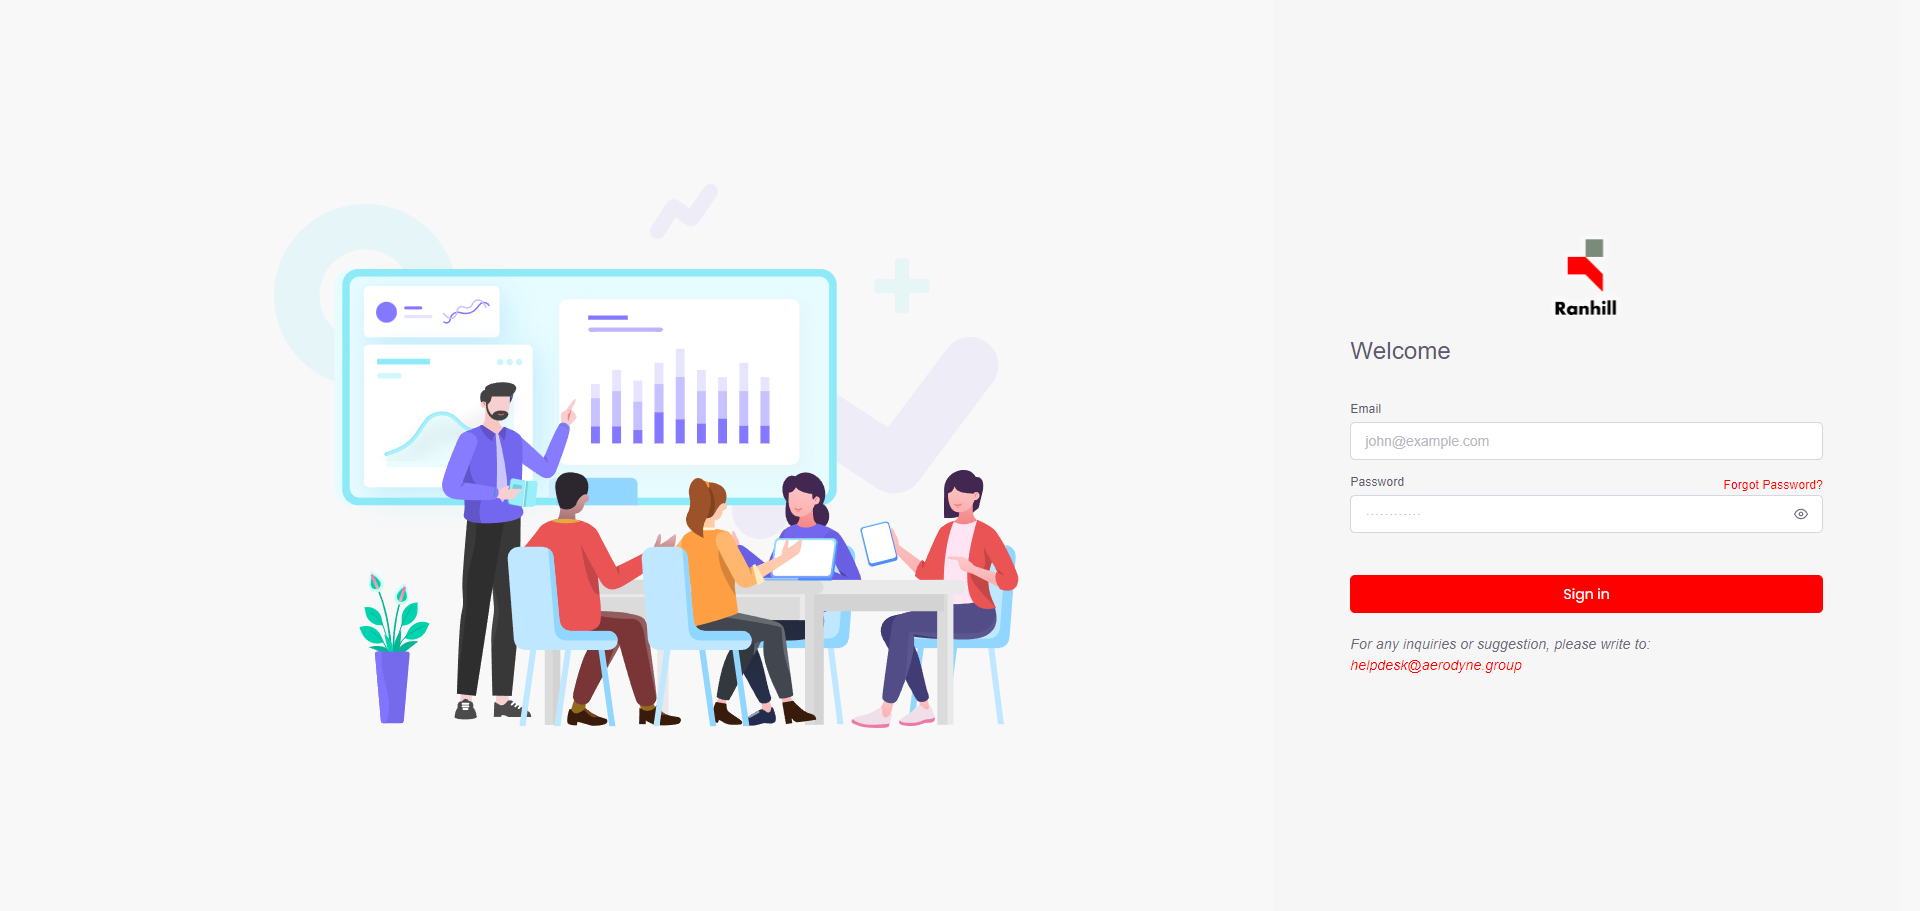 Ranhill
Welcome
Email
john@example.com
Password
Forgot Password?
Sign in
For any inquiries or suggestion, please write to:
helpdesk@aerodyne.group